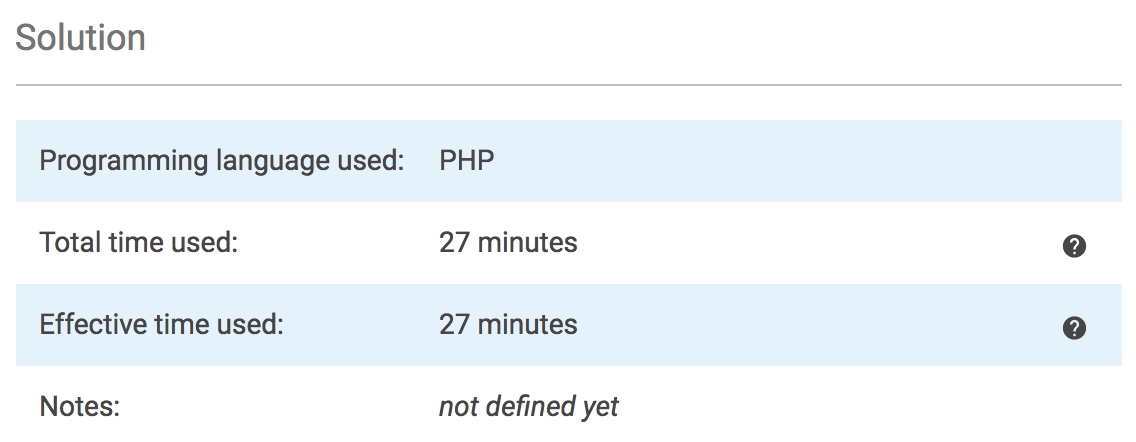 Solution
Programming language used: PHP
Total time used: 27 minutes ?
Effective time used: 27 minutes ?
Notes: not defined yet